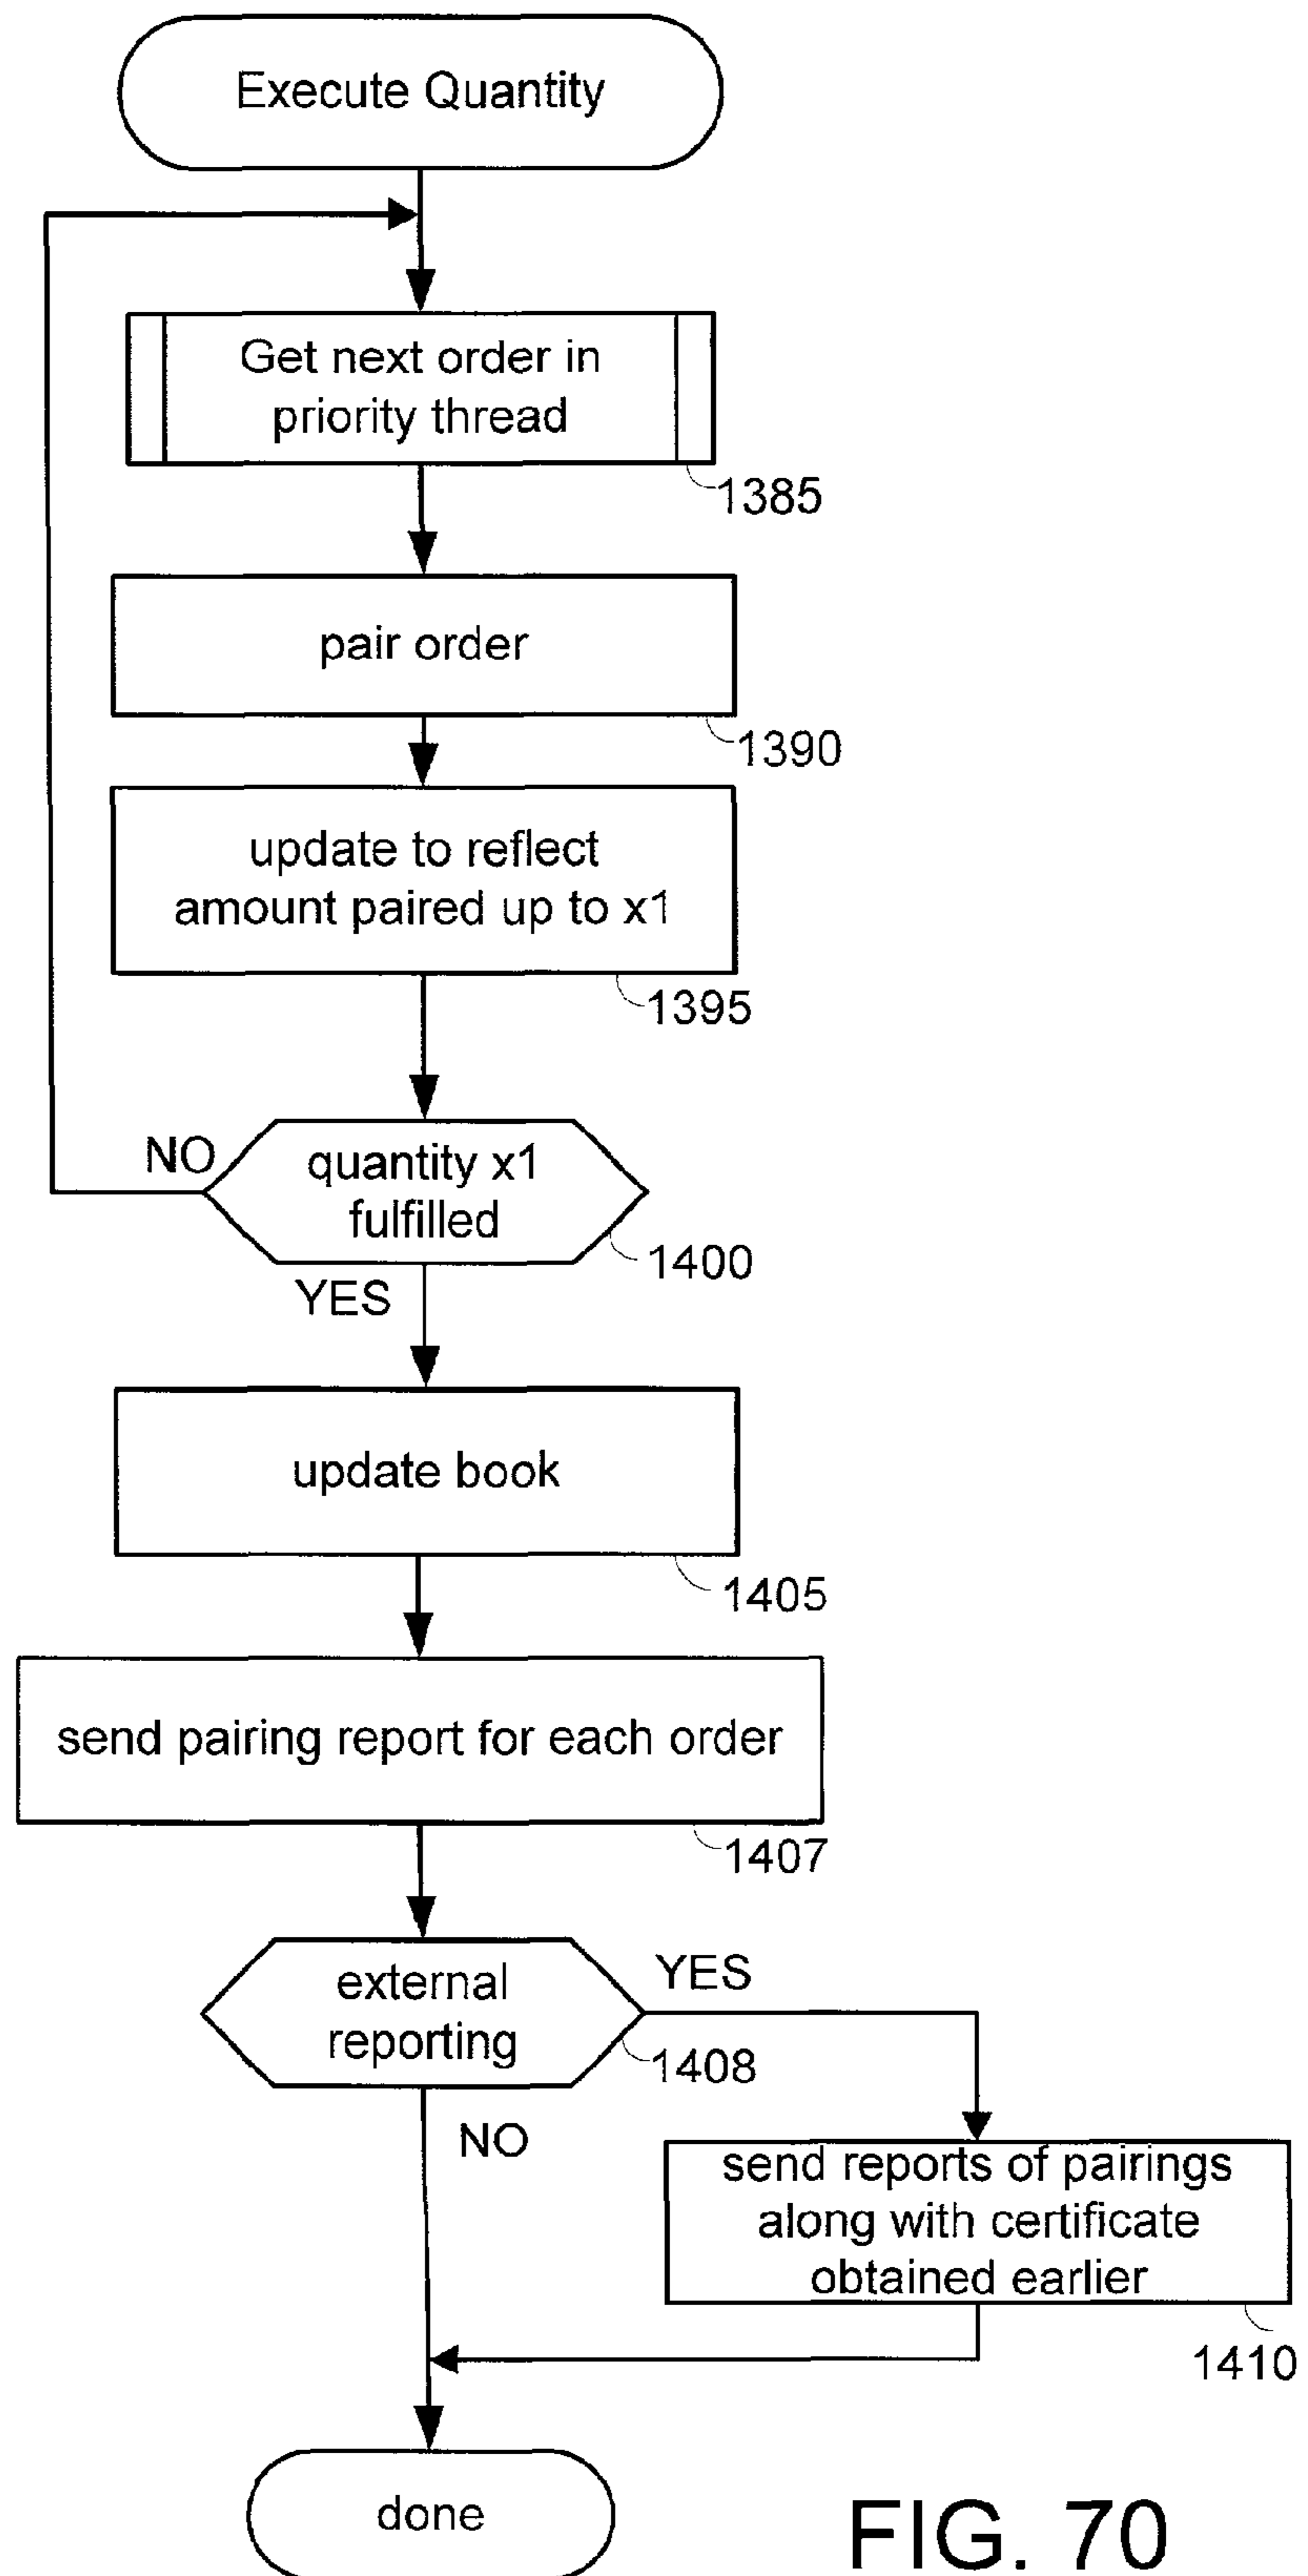 Execute Quantity
Get next order in
priority thread
1385
pair order
1390
update to reflect
amount paired up to x1
1395
NO
quantity x1
fulfilled
1400
YES
update book
1405
send pairing report for each order
1407
external
reporting
YES
1408
NO
send reports of pairings
along with certificate
obtained earlier
1410
done
FIG. 70